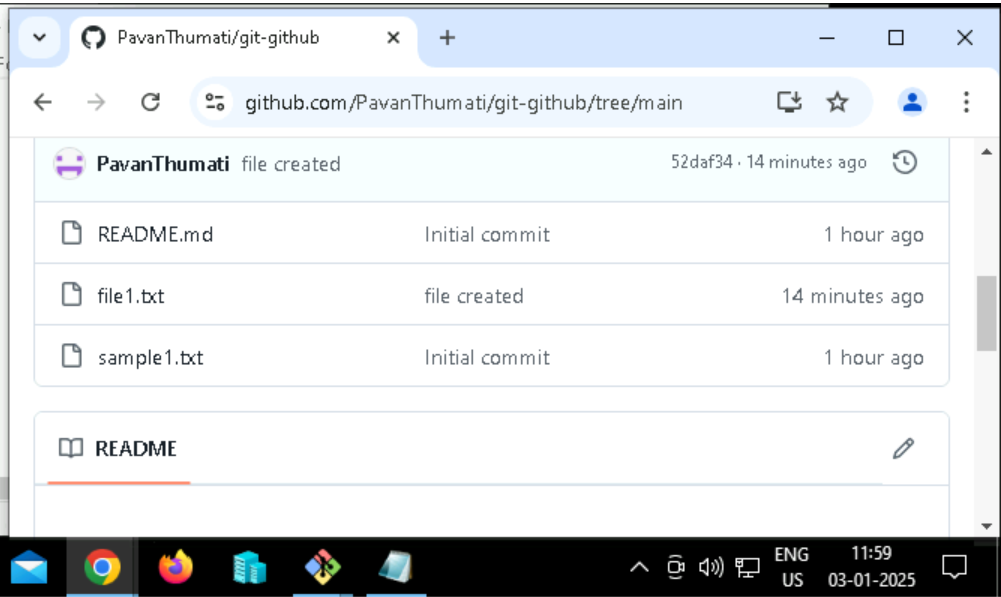 PavanThumati/git-github
github.com/PavanThumati/git-github/tree/main
PavanThumati file created 52daf34 · 14 minutes ago
README.md Initial commit 1 hour ago
file1.txt file created 14 minutes ago
sample1.txt Initial commit 1 hour ago
README
ENG 11:59
US 03-01-2025